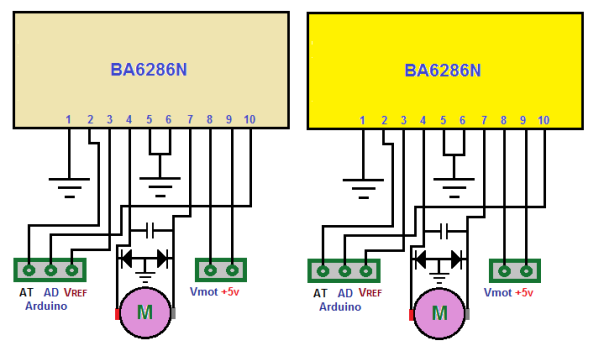 BA6286N
1 2 3 4 5 6 7 8 9 10
AT AD VREF
Arduino
Vmot +5v
M
BA6286N
1 2 3 4 5 6 7 8 9 10
AT AD VREF
Arduino
Vmot +5v
M